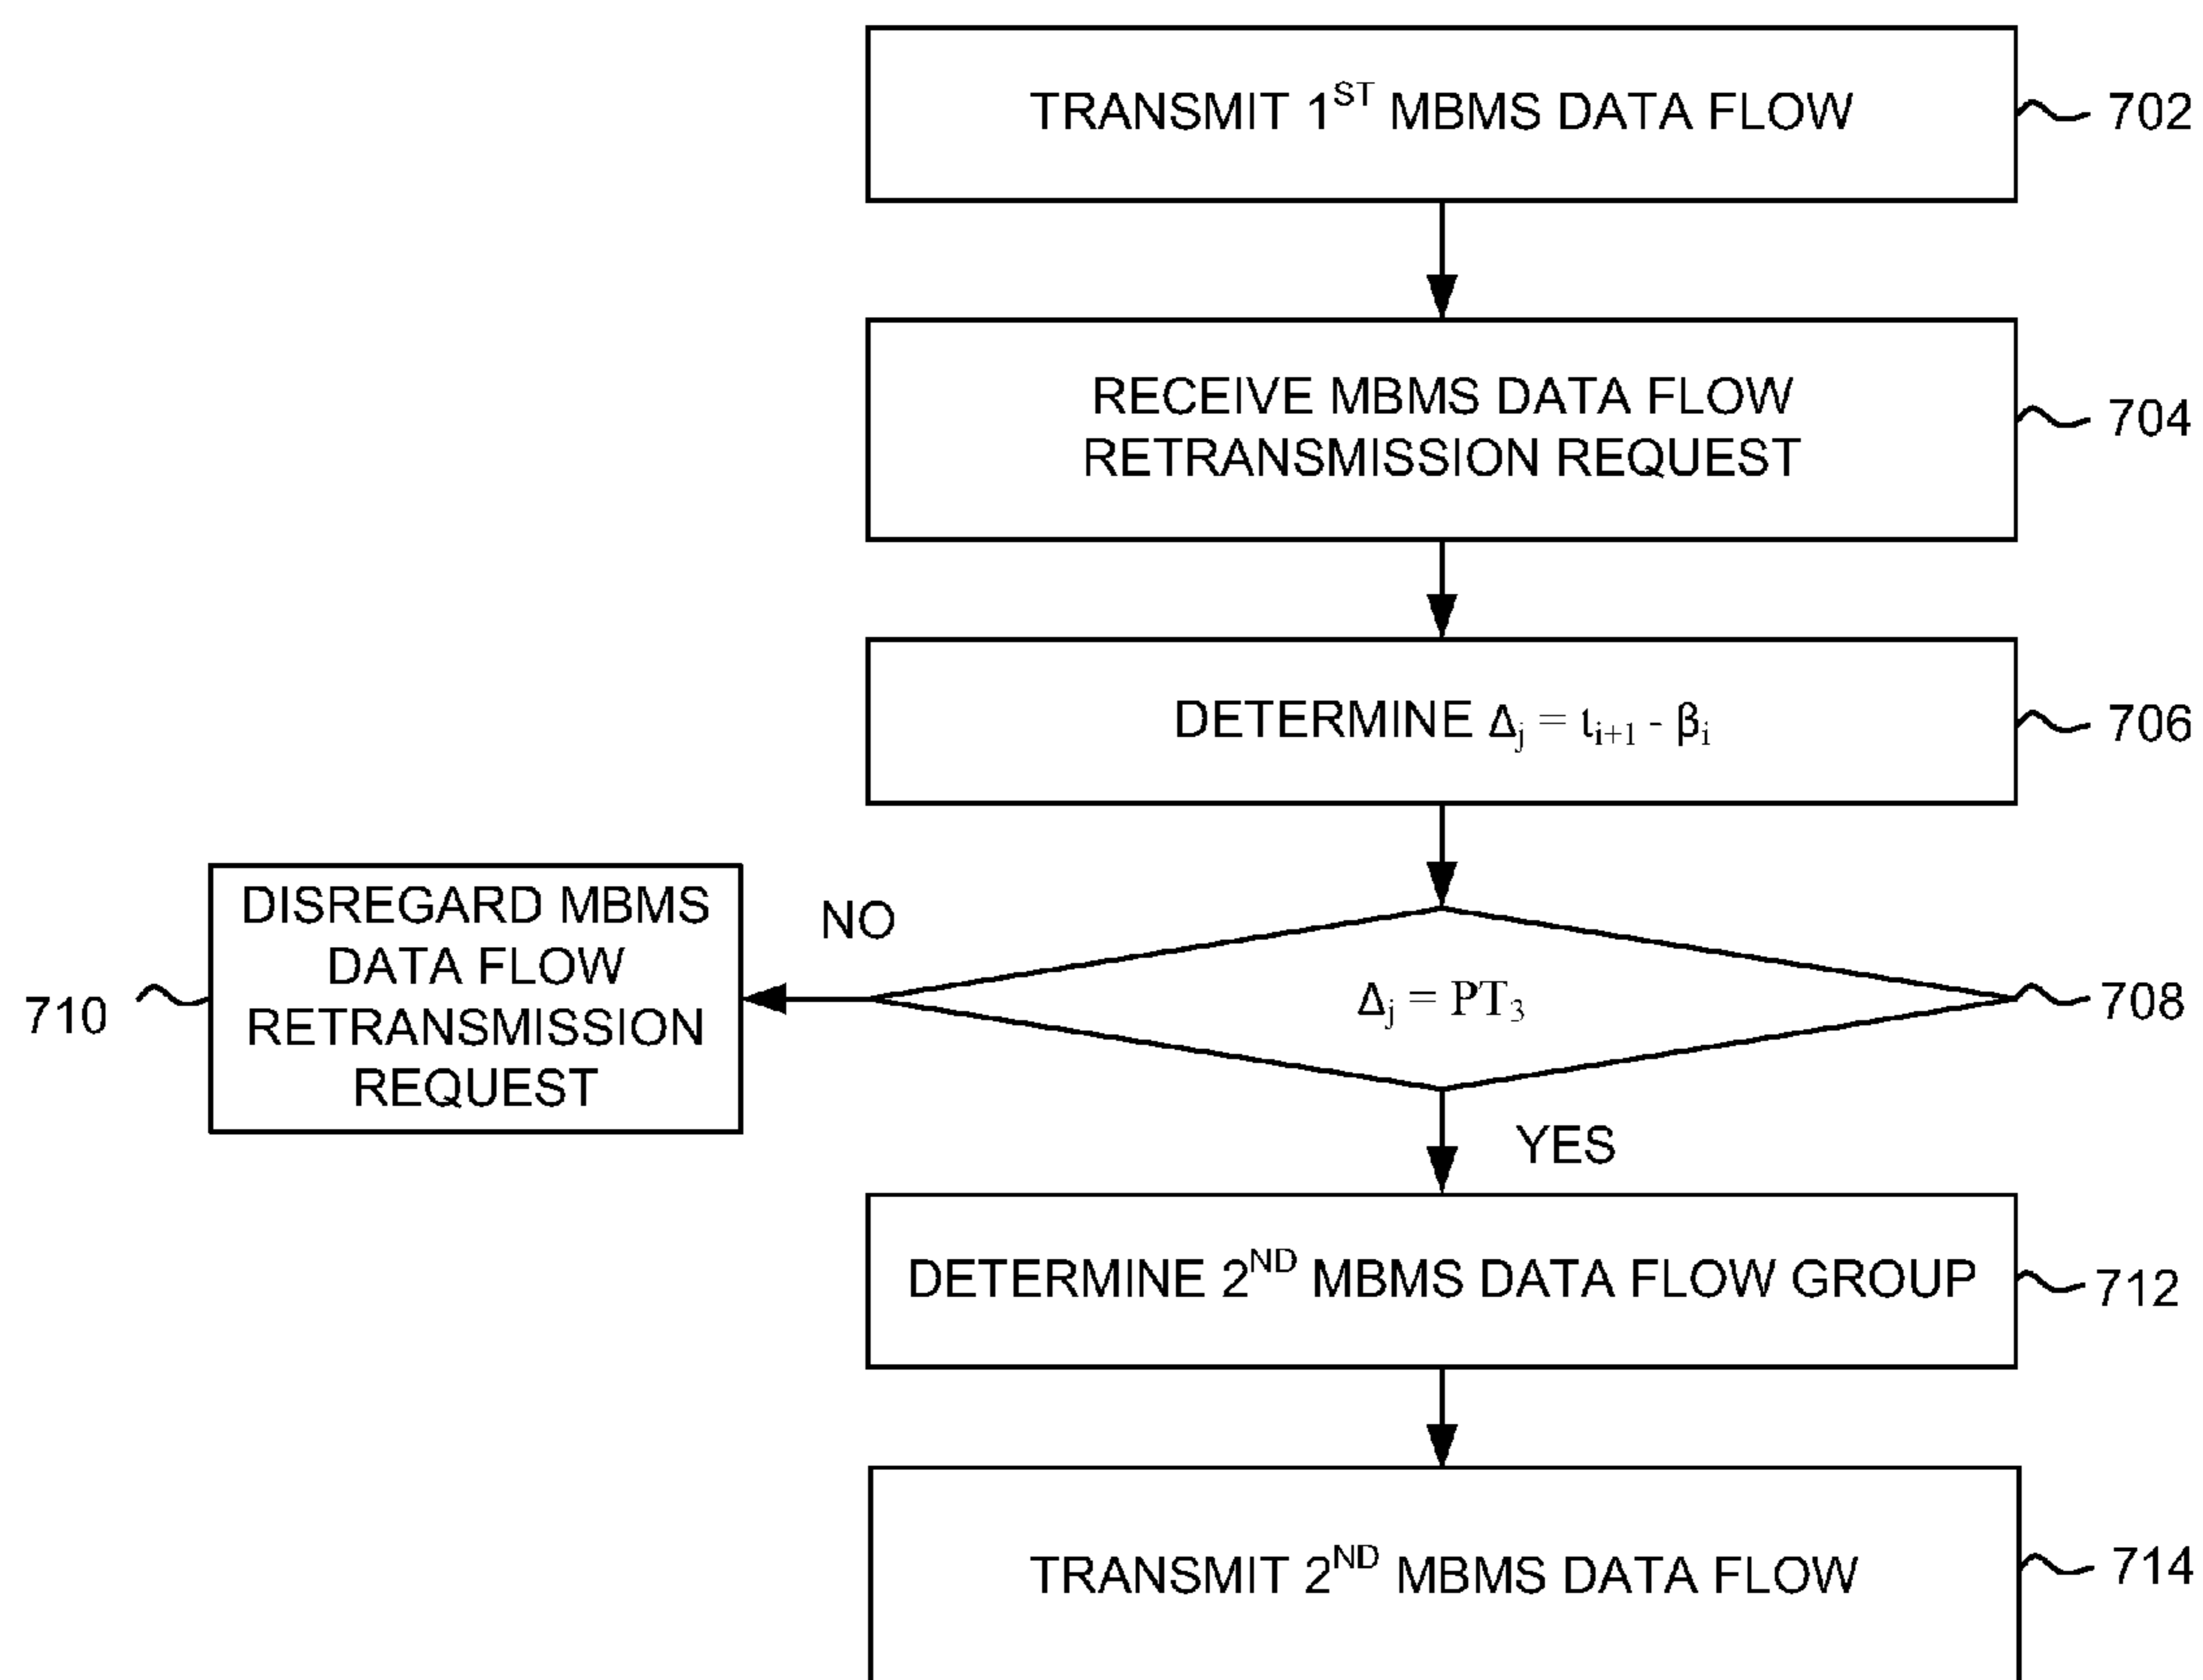 TRANSMIT 1ST MBMS DATA FLOW
702
RECEIVE MBMS DATA FLOW
RETRANSMISSION REQUEST
704
DETERMINE Δj = ti+1 - βi
706
DISREGARD MBMS
DATA FLOW
RETRANSMISSION
REQUEST
710
NO
Δj = PT3
708
YES
DETERMINE 2ND MBMS DATA FLOW GROUP
712
TRANSMIT 2ND MBMS DATA FLOW
714